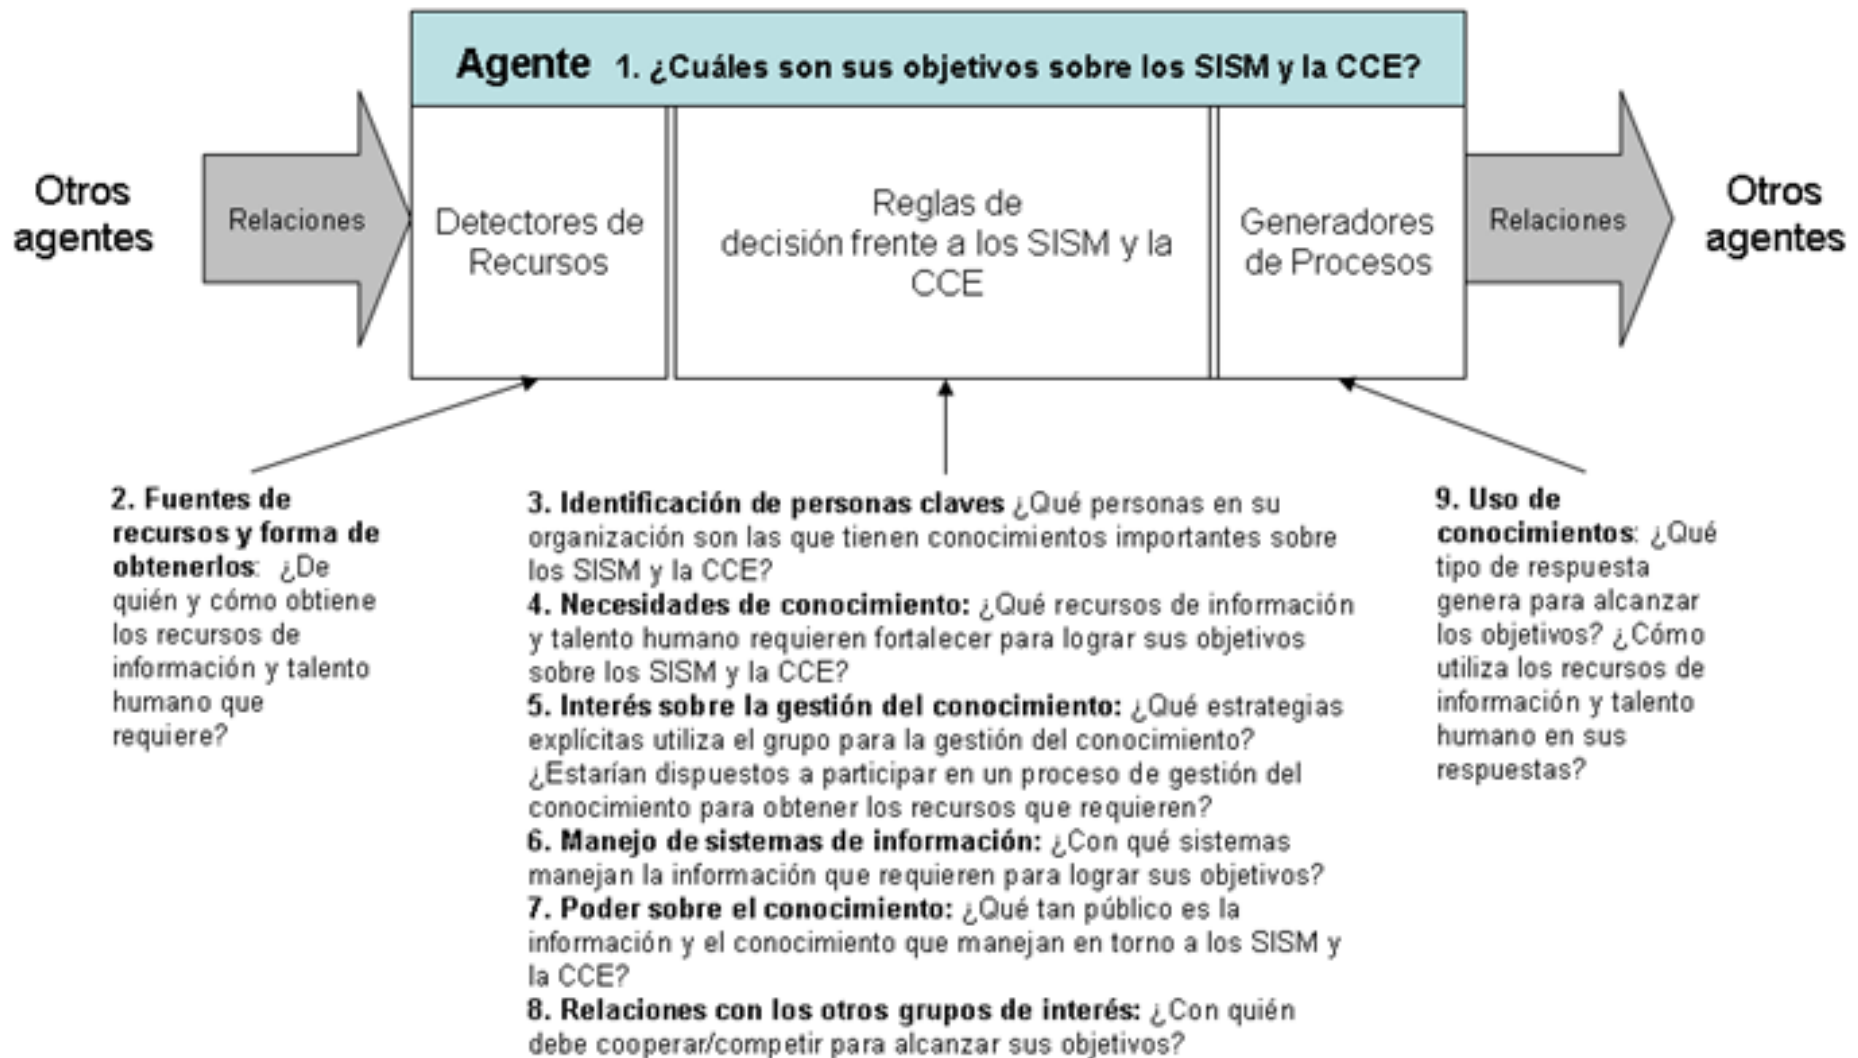 Agente 1. ¿Cuáles son sus objetivos sobre los SISM y la CCE?
Otros
agentes
Relaciones
Detectores de
Recursos
Reglas de
decisión frente a los SISM y la
CCE
Generadores
de Procesos
Relaciones
Otros
agentes
2. Fuentes de
recursos y forma de
obtenerlos: ¿De
quién y cómo obtiene
los recursos de
información y talento
humano que
requiere?
3. Identificación de personas claves ¿Qué personas en su
organización son las que tienen conocimientos importantes sobre
los SISM y la CCE?
4. Necesidades de conocimiento: ¿Qué recursos de información
y talento humano requieren fortalecer para lograr sus objetivos
sobre los SISM y la CCE?
5. Interés sobre la gestión del conocimiento: ¿Qué estrategias
explícitas utiliza el grupo para la gestión del conocimiento?
¿Estarían dispuestos a participar en un proceso de gestión del
conocimiento para obtener los recursos que requieren?
6. Manejo de sistemas de información: ¿Con qué sistemas
manejan la información que requieren para lograr sus objetivos?
7. Poder sobre el conocimiento: ¿Qué tan público es la
información y el conocimiento que manejan en torno a los SISM y
la CCE?
8. Relaciones con los otros grupos de interés: ¿Con quién
debe cooperar/competir para alcanzar sus objetivos?
9. Uso de
conocimientos: ¿Qué
tipo de respuesta
genera para alcanzar
los objetivos? ¿Cómo
utiliza los recursos de
información y talento
humano en sus
respuestas?